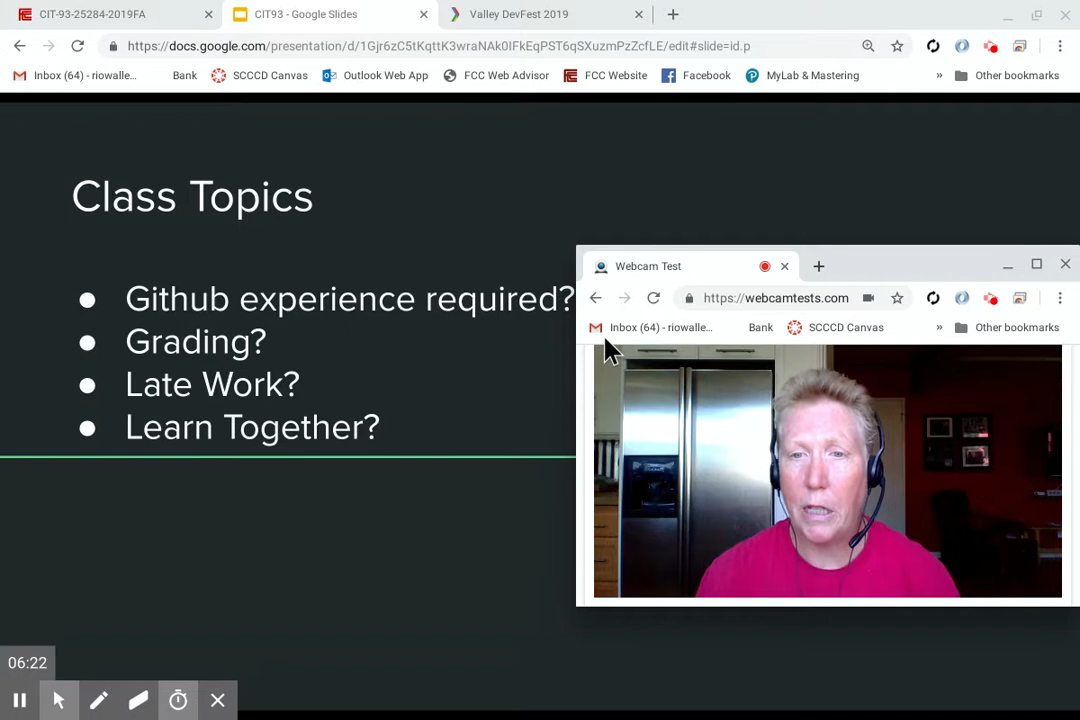 CIT-93-25284-2019FA
CIT93 - Google Slides
Valley DevFest 2019
https://docs.google.com/presentation/d/1Gjr6zC5tKqttK3wraNAk0IFkEqPST6qSXuzmPzZcfLE/edit#slide=id.p
Inbox (64) - riowalle... Bank SCCCD Canvas Outlook Web App FCC Web Advisor FCC Website Facebook MyLab & Mastering » Other bookmarks
Class Topics
● Github experience required?
● Grading?
● Late Work?
● Learn Together?
Webcam Test
https://webcamtests.com
Inbox (64) - riowalle... Bank SCCCD Canvas » Other bookmarks
06:22